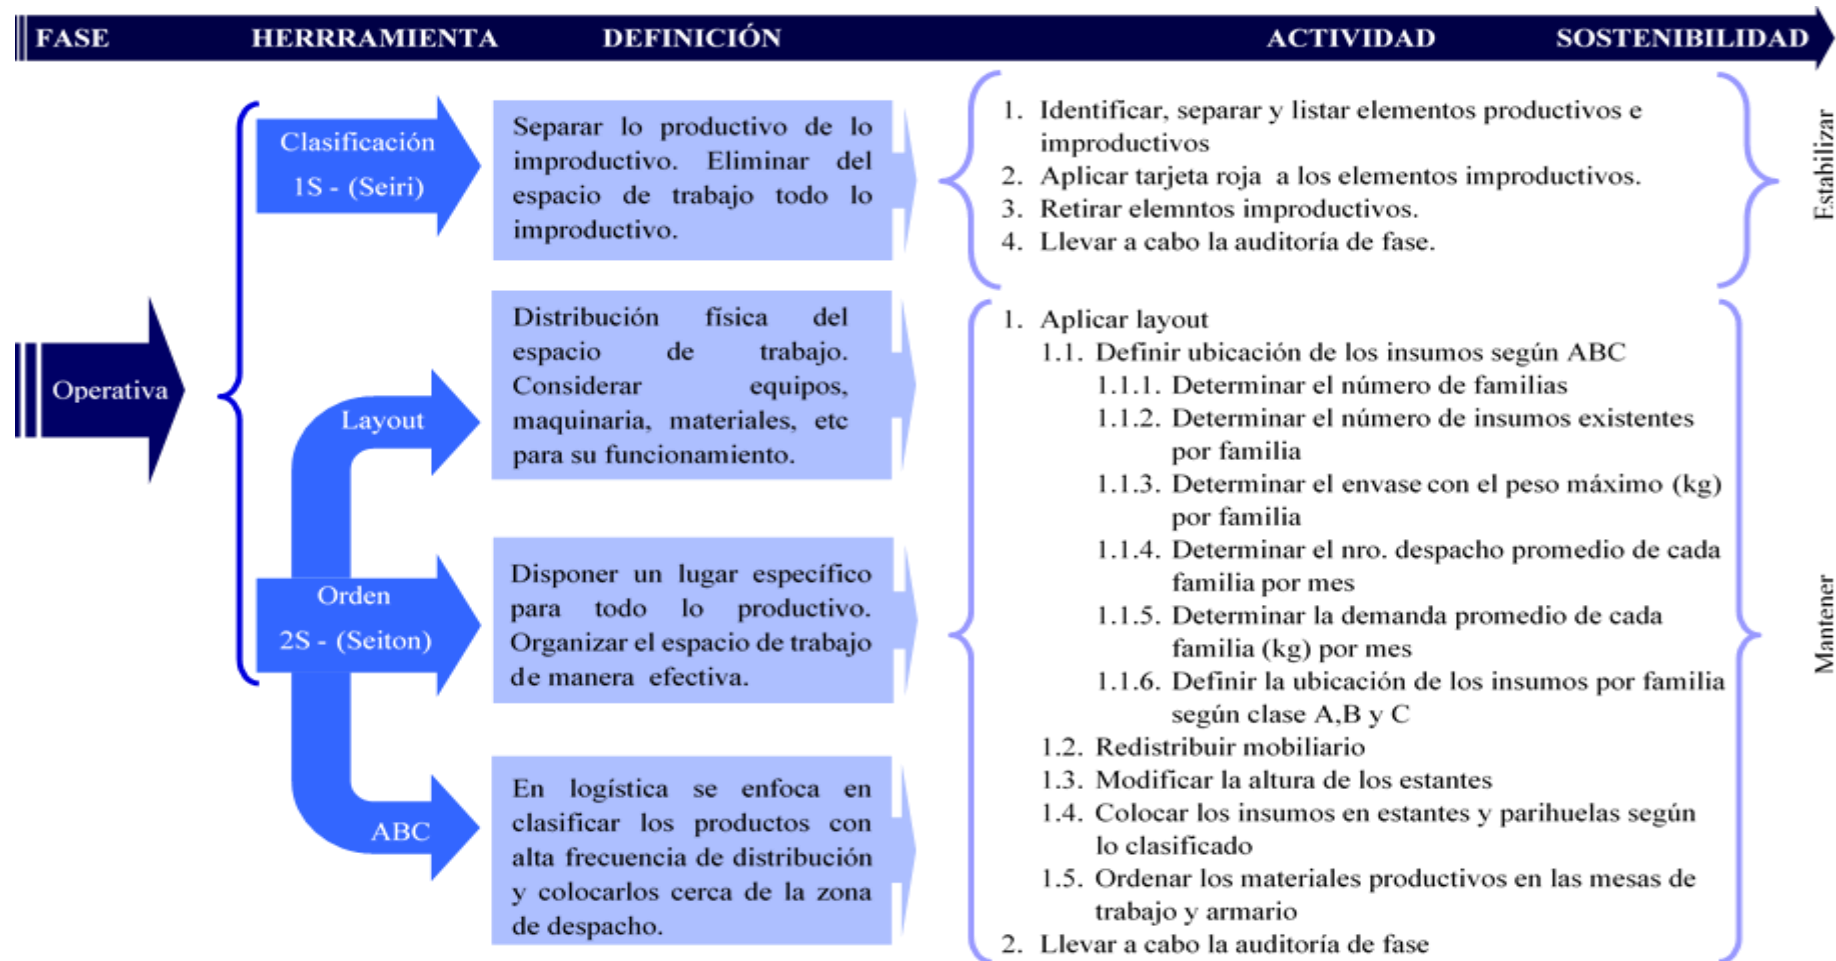 FASE HERRRAMIENTA DEFINICIÓN ACTIVIDAD SOSTENIBILIDAD
Operativa
Clasificación
1S - (Seiri)
Separar lo productivo de lo
improductivo. Eliminar del
espacio de trabajo todo lo
improductivo.
1. Identificar, separar y listar elementos productivos e
improductivos
2. Aplicar tarjeta roja a los elementos improductivos.
3. Retirar elemntos improductivos.
4. Llevar a cabo la auditoría de fase.
Estabilizar
Layout
Distribución física del
espacio de trabajo.
Considerar equipos,
maquinaria, materiales, etc
para su funcionamiento.
Orden
2S - (Seiton)
Disponer un lugar específico
para todo lo productivo.
Organizar el espacio de trabajo
de manera efectiva.
ABC
En logística se enfoca en
clasificar los productos con
alta frecuencia de distribución
y colocarlos cerca de la zona
de despacho.
1. Aplicar layout
1.1. Definir ubicación de los insumos según ABC
1.1.1. Determinar el número de familias
1.1.2. Determinar el número de insumos existentes
por familia
1.1.3. Determinar el envase con el peso máximo (kg)
por familia
1.1.4. Determinar el nro. despacho promedio de cada
familia por mes
1.1.5. Determinar la demanda promedio de cada
familia (kg) por mes
1.1.6. Definir la ubicación de los insumos por familia
según clase A,B y C
1.2. Redistribuir mobiliario
1.3. Modificar la altura de los estantes
1.4. Colocar los insumos en estantes y parihuelas según
lo clasificado
1.5. Ordenar los materiales productivos en las mesas de
trabajo y armario
2. Llevar a cabo la auditoría de fase
Mantener